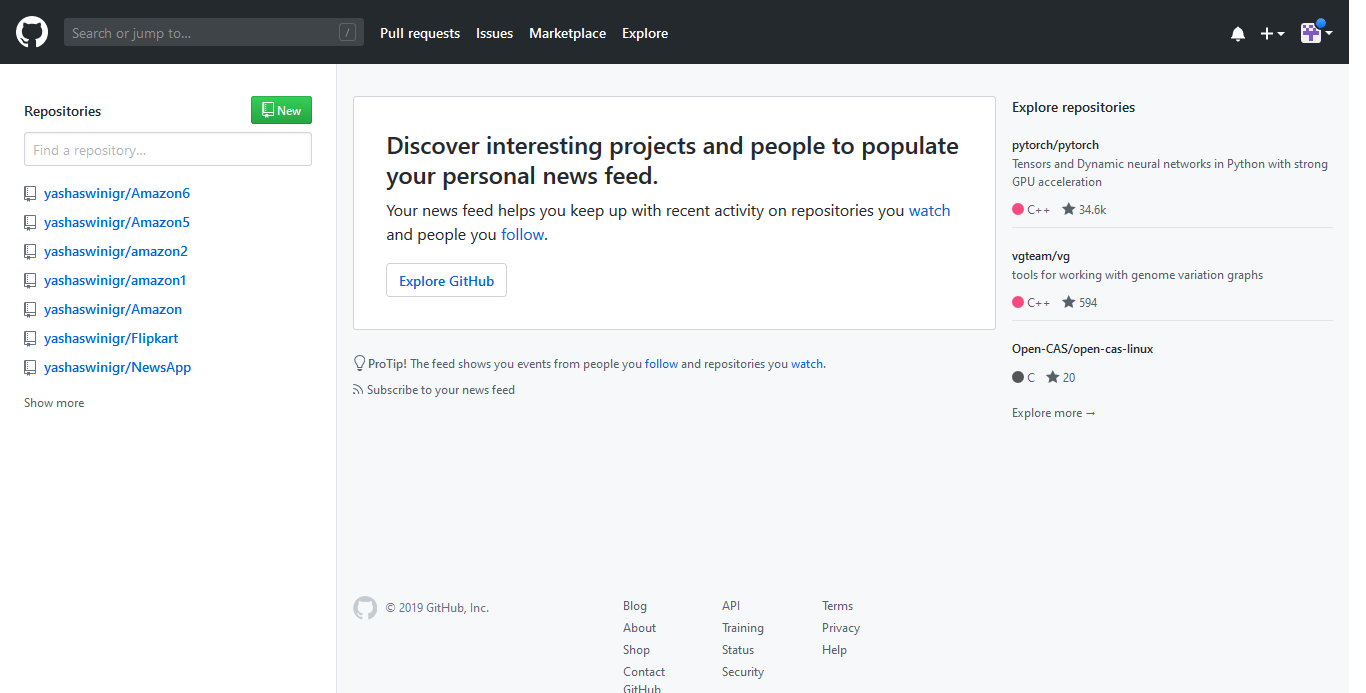 Search or jump to...
/
Pull requests
Issues
Marketplace
Explore
Repositories
New
Find a repository...
yashaswinigr/Amazon6
yashaswinigr/Amazon5
yashaswinigr/amazon2
yashaswinigr/amazon1
yashaswinigr/Amazon
yashaswinigr/Flipkart
yashaswinigr/NewsApp
Show more
Discover interesting projects and people to populate
your personal news feed.
Your news feed helps you keep up with recent activity on repositories you watch
and people you follow.
Explore GitHub
ProTip! The feed shows you events from people you follow and repositories you watch.
Subscribe to your news feed
Explore repositories
pytorch/pytorch
Tensors and Dynamic neural networks in Python with strong
GPU acceleration
C++ 34.6k
vgteam/vg
tools for working with genome variation graphs
C++ 594
Open-CAS/open-cas-linux
C 20
Explore more →
© 2019 GitHub, Inc.
Blog
About
Shop
Contact
GitHub
API
Training
Status
Security
Terms
Privacy
Help